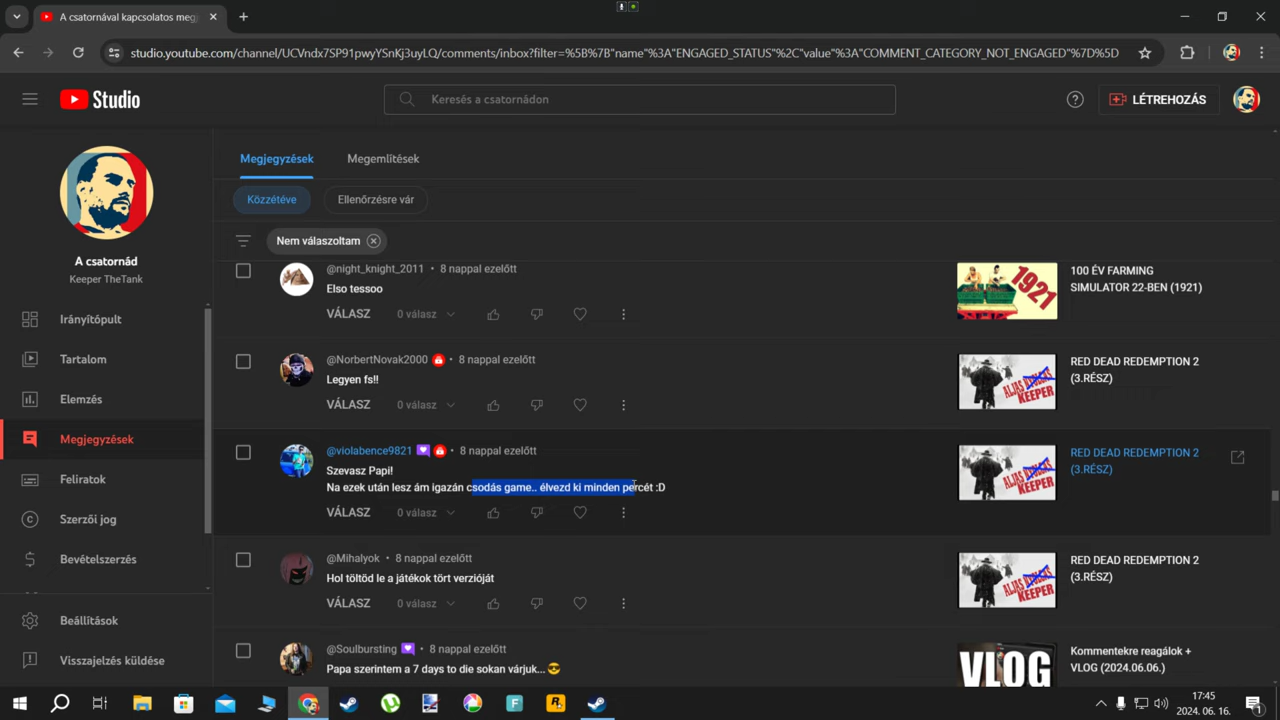 A csatornával kapcsolatos meg
studio.youtube.com/channel/UCVndx7SP91pwyYSnKj3uyLQ/comments/inbox?filter=%5B%7B"name"%3A"ENGAGED_STATUS"%2C"value"%3A"COMMENT_CATEGORY_NOT_ENGAGED"%7D%5D
Studio
Keresés a csatornádon
LÉTREHOZÁS
A csatornád
Keeper TheTank
Irányítópult
Tartalom
Elemzés
Megjegyzések
Feliratok
Szerzői jog
Bevételszerzés
Beállítások
Visszajelzés küldése
Megjegyzések
Megemlítések
Közzétéve
Ellenőrzésre vár
Nem válaszoltam
@night_knight_2011 • 8 nappal ezelőtt
Elso tessoo
VÁLASZ 0 válasz
1921
100 ÉV FARMING
SIMULATOR 22-BEN (1921)
@NorbertNovak2000 • 8 nappal ezelőtt
Legyen fs!!
VÁLASZ 0 válasz
ALJAS NYUGAT
KEEPER
RED DEAD REDEMPTION 2
(3.RÉSZ)
@violabence9821 • 8 nappal ezelőtt
Szevasz Papi!
Na ezek után lesz ám igazán csodás game.. élvezd ki minden percét :D
VÁLASZ 0 válasz
KEEPER
RED DEAD REDEMPTION 2
(3.RÉSZ)
@Mihalyok • 8 nappal ezelőtt
Hol töltöd le a játékok tört verzióját
VÁLASZ 0 válasz
KEEPER
RED DEAD REDEMPTION 2
(3.RÉSZ)
@Soulbursting • 8 nappal ezelőtt
Papa szerintem a 7 days to die sokan várjuk... 😎
VLOG
Kommentekre reagálok +
VLOG (2024.06.06.)
17:45
2024. 06. 16.